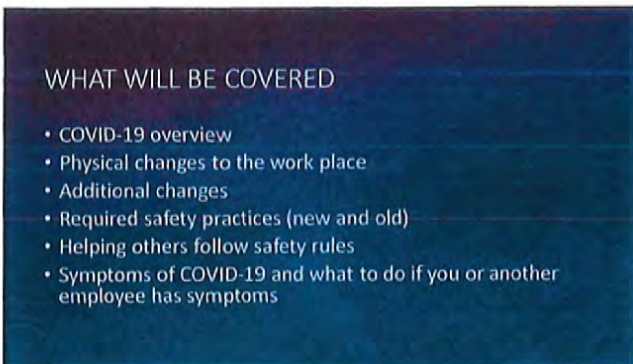 WHAT WILL BE COVERED
• COVID-19 overview
• Physical changes to the work place
• Additional changes
• Required safety practices (new and old)
• Helping others follow safety rules
• Symptoms of COVID-19 and what to do if you or another
employee has symptoms